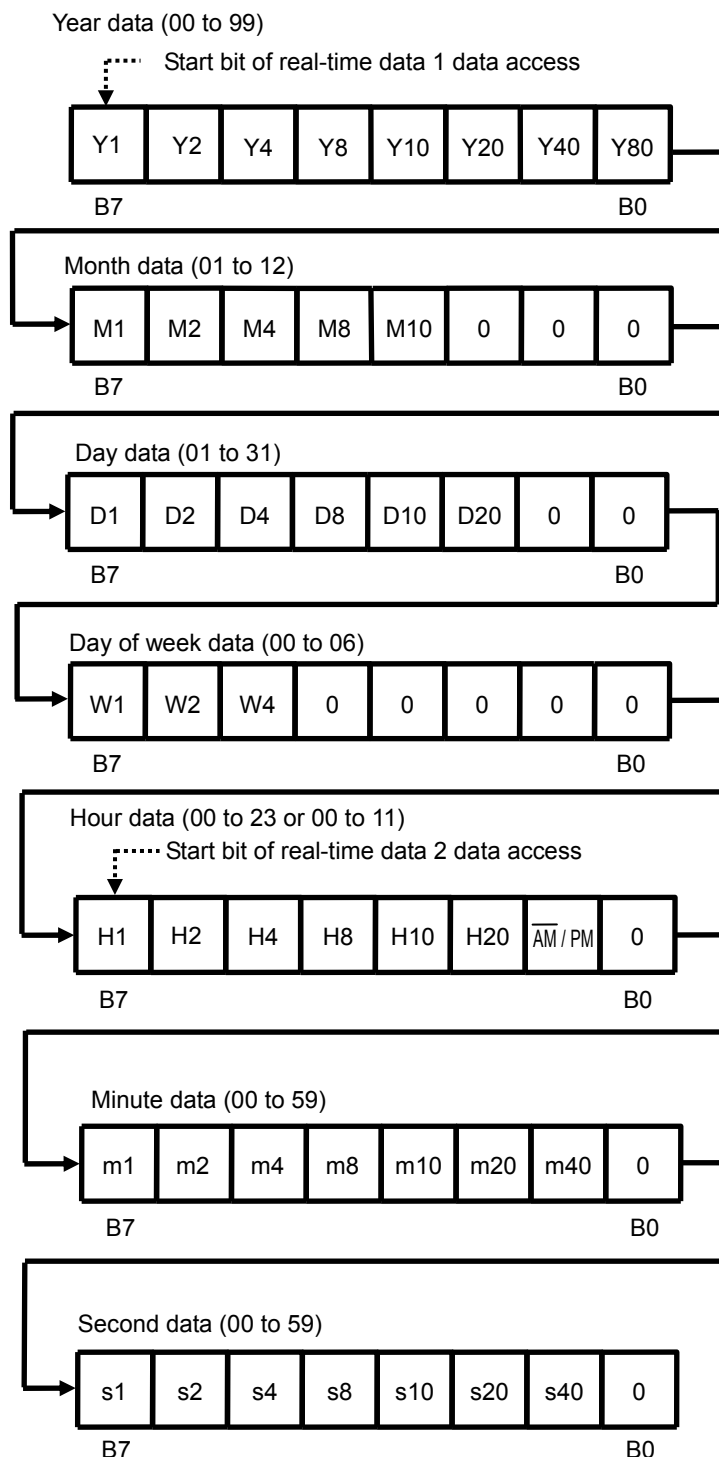 Year data (00 to 99)
Start bit of real-time data 1 data access
Y1 Y2 Y4 Y8 Y10 Y20 Y40 Y80
B7 B0
Month data (01 to 12)
M1 M2 M4 M8 M10 0 0 0
B7 B0
Day data (01 to 31)
D1 D2 D4 D8 D10 D20 0 0
B7 B0
Day of week data (00 to 06)
W1 W2 W4 0 0 0 0 0
B7 B0
Hour data (00 to 23 or 00 to 11)
Start bit of real-time data 2 data access
H1 H2 H4 H8 H10 H20 A̅M̅ / PM 0
B7 B0
Minute data (00 to 59)
m1 m2 m4 m8 m10 m20 m40 0
B7 B0
Second data (00 to 59)
s1 s2 s4 s8 s10 s20 s40 0
B7 B0